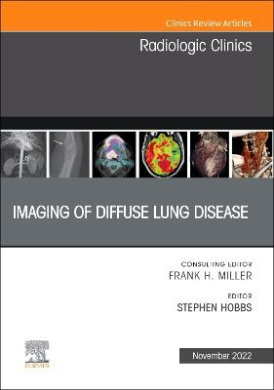 Clinics Review Articles
Radiologic Clinics
IMAGING OF DIFFUSE LUNG DISEASE
CONSULTING EDITOR
FRANK H. MILLER
EDITOR
STEPHEN HOBBS
ELSEVIER
November 2022